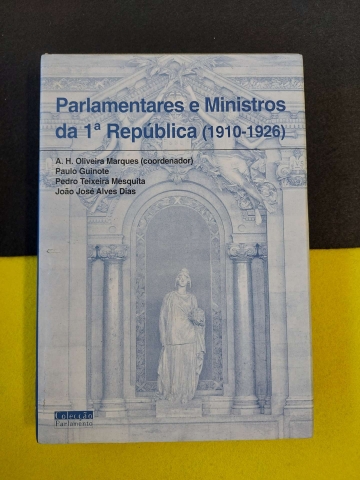 Parlamentares e Ministros
da 1ª República (1910-1926)
A. H. Oliveira Marques (coordenador)
Paulo Guinote
Pedro Teixeira Mesquita
João José Alves Dias
Colecção
Parlamento